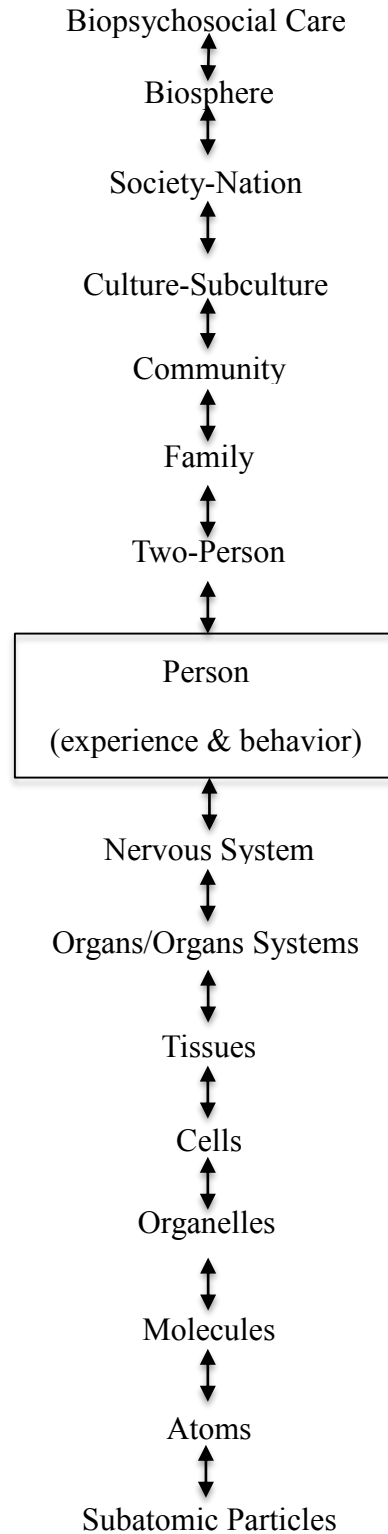 Biopsychosocial Care
Biosphere
Society-Nation
Culture-Subculture
Community
Family
Two-Person
Person
(experience & behavior)
Nervous System
Organs/Organs Systems
Tissues
Cells
Organelles
Molecules
Atoms
Subatomic Particles